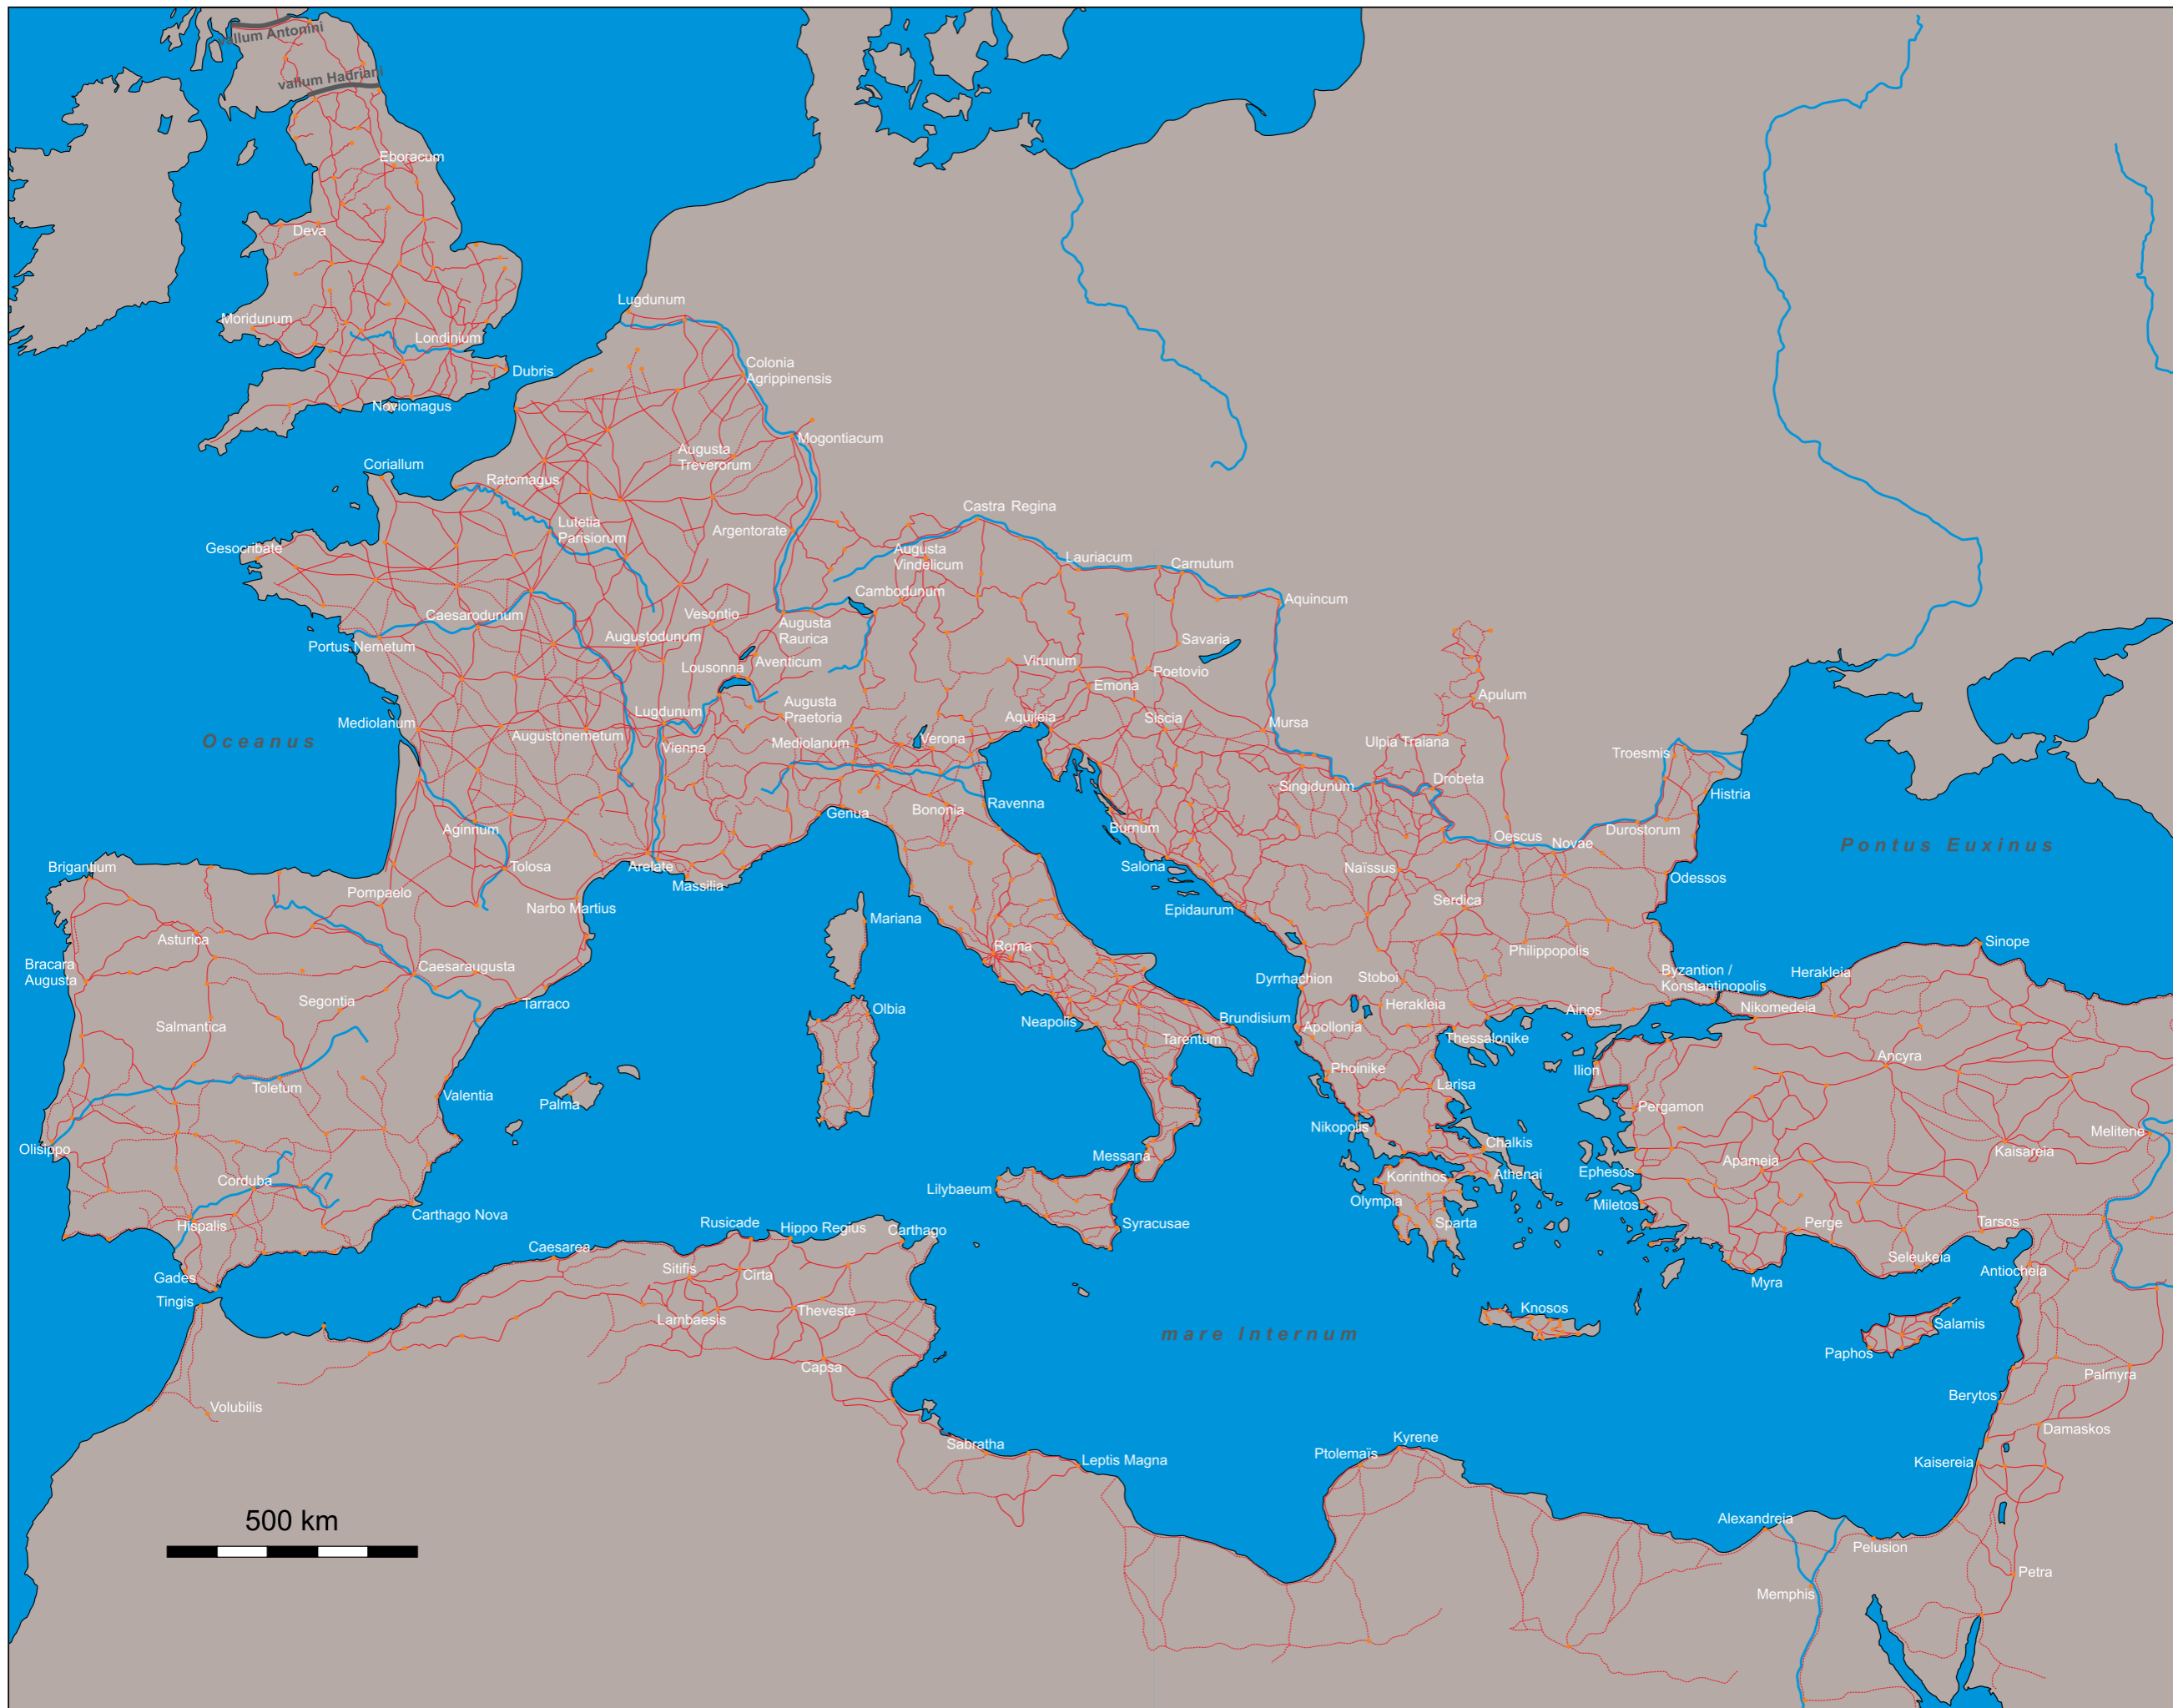 vallum Antonini
vallum Hadriani
Eboracum
Deva
Moridunum
Londinium
Dubris
Noviomagus
Lugdunum
Colonia
Agrippinensis
Mogontiacum
Augusta
Treverorum
Coriallum
Ratomagus
Lutetia
Parisiorum
Argentorate
Castra Regina
Gesocribate
Augusta
Vindelicum
Lauriacum
Carnutum
Cambodunum
Aquincum
Caesarodunum
Vesontio
Augusta
Raurica
Portus Nemetum
Augustodunum
Lousonna
Aventicum
Savaria
Virunum
Poetovio
Emona
Apulum
Augusta
Praetoria
Lugdunum
Mediolanum
Augustonemetum
Vienna
Mediolanum
Verona
Aquileia
Siscia
Mursa
Ulpia Traiana
Troesmis
Oceanus
Singidunum
Drobeta
Histria
Genua
Bononia
Ravenna
Burnum
Aginnum
Oescus
Novae
Durostorum
Pontus Euxinus
Brigantium
Pompaelo
Tolosa
Arelate
Massilia
Salona
Naïssus
Odessos
Narbo Martius
Mariana
Epidaurum
Serdica
Asturica
Roma
Philippopolis
Sinope
Bracara
Augusta
Caesaraugusta
Dyrrhachion
Stoboi
Byzantion /
Konstantinopolis
Herakleia
Segontia
Tarraco
Olbia
Neapolis
Brundisium
Herakleia
Ainos
Nikomedeia
Salmantica
Apollonia
Tarentum
Thessalonike
Ancyra
Toletum
Phoinike
Ilion
Valentia
Palma
Larisa
Pergamon
Olisippo
Nikopolis
Chalkis
Melitene
Messana
Kaisareia
Corduba
Lilybaeum
Korinthos
Athenai
Ephesos
Apameia
Olympia
Miletos
Carthago Nova
Hispalis
Rusicade
Hippo Regius
Carthago
Syracusae
Sparta
Perge
Tarsos
Caesarea
Seleukeia
Gades
Sitifis
Cirta
Myra
Antiocheia
Tingis
Lambaesis
Theveste
Knosos
mare Internum
Salamis
Paphos
Capsa
Palmyra
Volubilis
Berytos
Damaskos
Sabratha
Kyrene
Leptis Magna
Ptolemaïs
Kaisereia
500 km
Alexandreia
Pelusion
Petra
Memphis